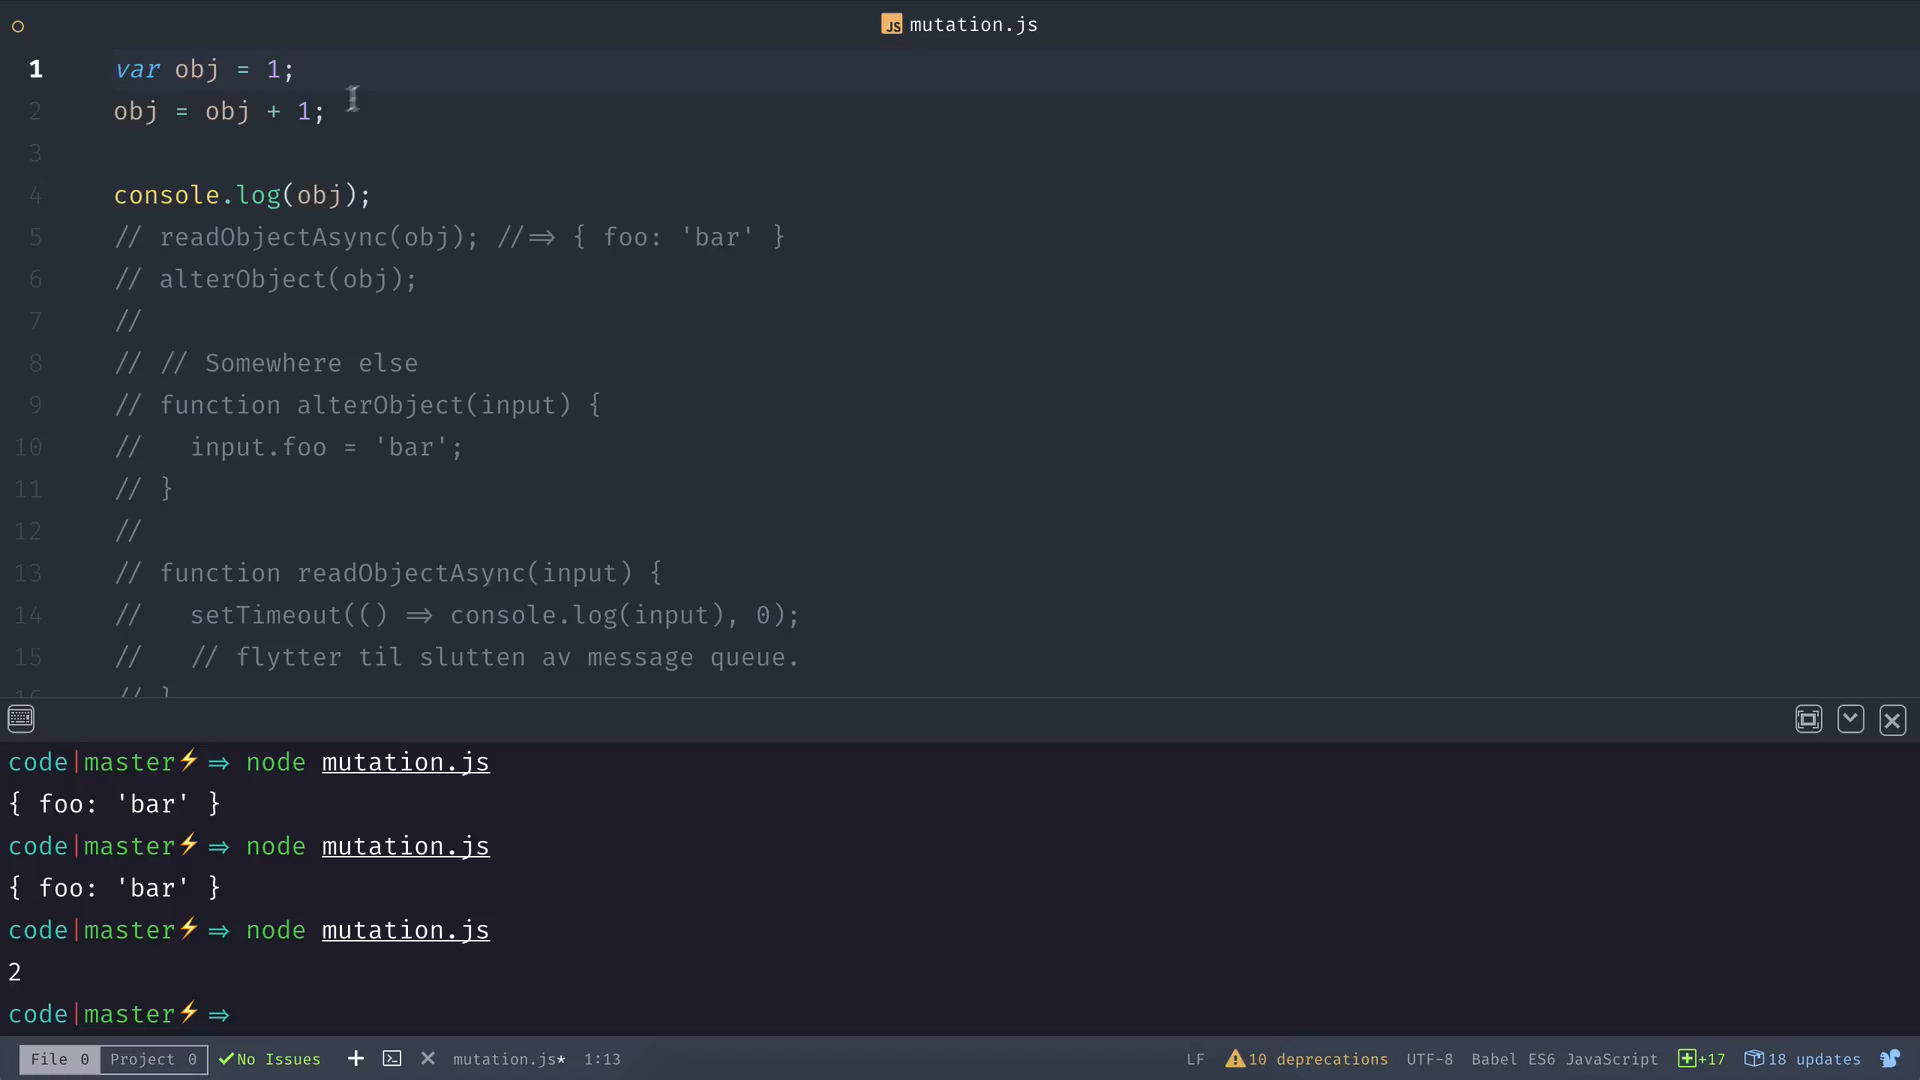 mutation.js
1 var obj = 1;
2 obj = obj + 1;
3
4 console.log(obj);
5 // readObjectAsync(obj); //=> { foo: 'bar' }
6 // alterObject(obj);
7 //
8 // // Somewhere else
9 // function alterObject(input) {
10 //   input.foo = 'bar';
11 // }
12 //
13 // function readObjectAsync(input) {
14 //   setTimeout(() => console.log(input), 0);
15 //   // flytter til slutten av message queue.
16 // }
code|master⚡ => node mutation.js
{ foo: 'bar' }
code|master⚡ => node mutation.js
{ foo: 'bar' }
code|master⚡ => node mutation.js
2
code|master⚡ =>
File 0 Project 0 No Issues mutation.js* 1:13 LF 10 deprecations UTF-8 Babel ES6 JavaScript +17 18 updates